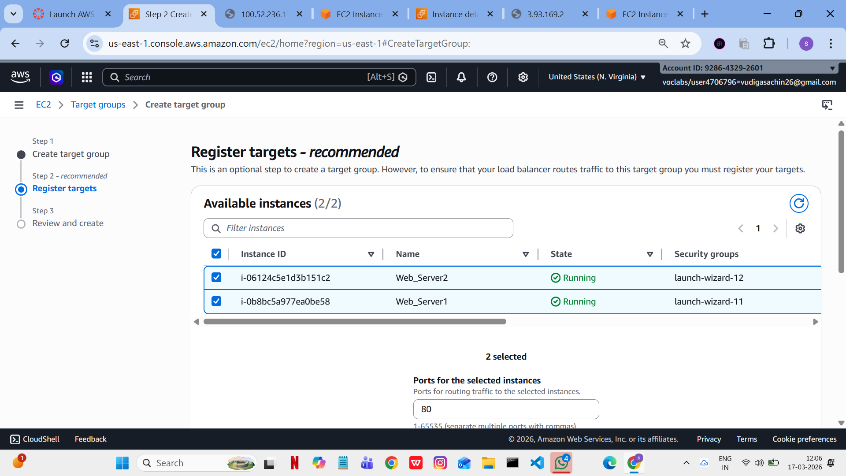 Launch AWS
Step 2 Create
100.52.236.1
EC2 Instance
Instance det
3.93.169.2
EC2 Instanc
us-east-1.console.aws.amazon.com/ec2/home?region=us-east-1#CreateTargetGroup:
S
aws
Search
[Alt+S]
United States (N. Virginia)
Account ID: 9286-4329-2601
voclabs/user4706796=vudigasachin26@gmail.com
EC2
Target groups
Create target group
Step 1
Create target group
Step 2 - recommended
Register targets
Step 3
Review and create
Register targets - recommended
This is an optional step to create a target group. However, to ensure that your load balancer routes traffic to this target group you must register your targets.
Available instances (2/2)
Filter instances
1
Instance ID
Name
State
Security groups
i-06124c5e1d3b151c2
Web_Server2
Running
launch-wizard-12
i-0b8bc5a977ea0be58
Web_Server1
Running
launch-wizard-11
2 selected
Ports for the selected instances
Ports for routing traffic to the selected instances.
80
1-65535 (separate multiple ports with commas)
CloudShell
Feedback
© 2026, Amazon Web Services, Inc. or its affiliates.
Privacy
Terms
Cookie preferences
1
Search
4
ENG
IN
12:06
17-03-2026